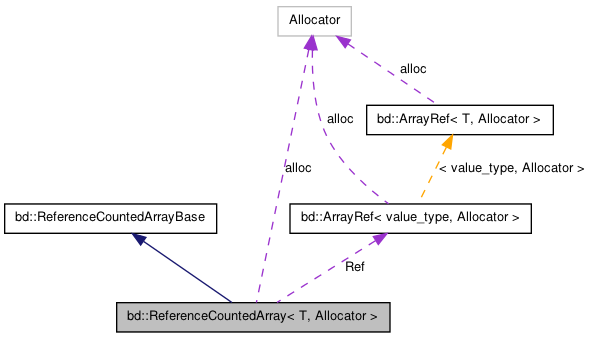 Allocator
alloc
bd::ArrayRef< T, Allocator >
alloc
alloc
< value_type, Allocator >
bd::ReferenceCountedArrayBase
bd::ArrayRef< value_type, Allocator >
Ref
bd::ReferenceCountedArray< T, Allocator >